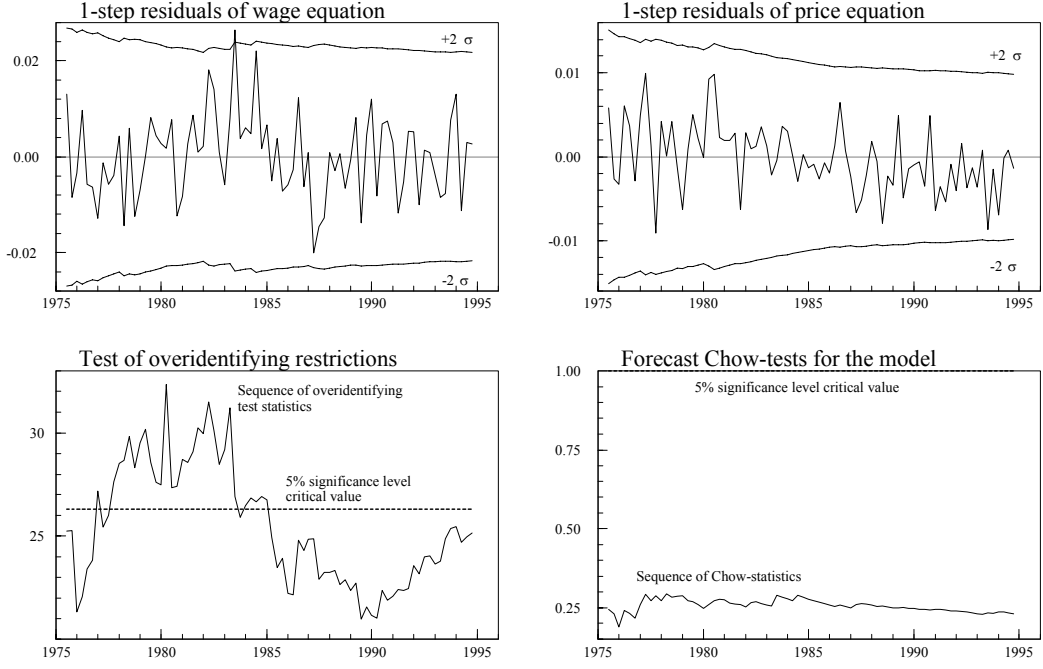 1-step residuals of wage equation
+2 σ
0.02
0.00
-0.02
-2 σ
1975 1980 1985 1990 1995
1-step residuals of price equation
+2 σ
0.01
0.00
-0.01
-2 σ
1975 1980 1985 1990 1995
Test of overidentifying restrictions
Sequence of overidentifying
test statistics
30
5% significance level
critical value
25
1975 1980 1985 1990 1995
Forecast Chow-tests for the model
1.00
5% significance level critical value
0.75
0.50
Sequence of Chow-statistics
0.25
1975 1980 1985 1990 1995